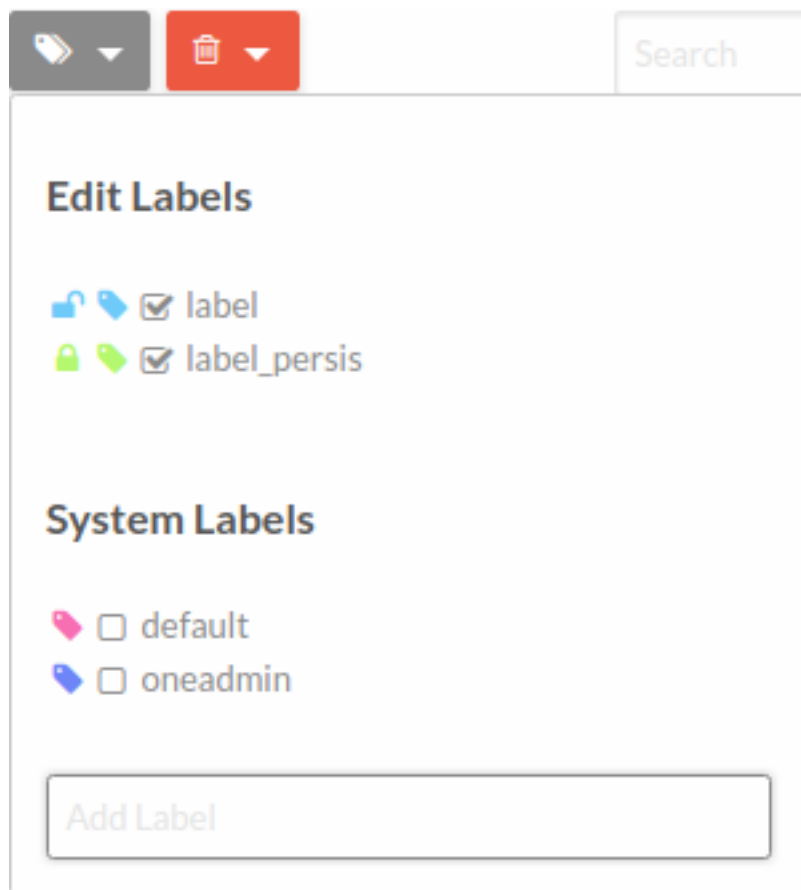 Search
Edit Labels
label
label_persis
System Labels
default
oneadmin
Add Label